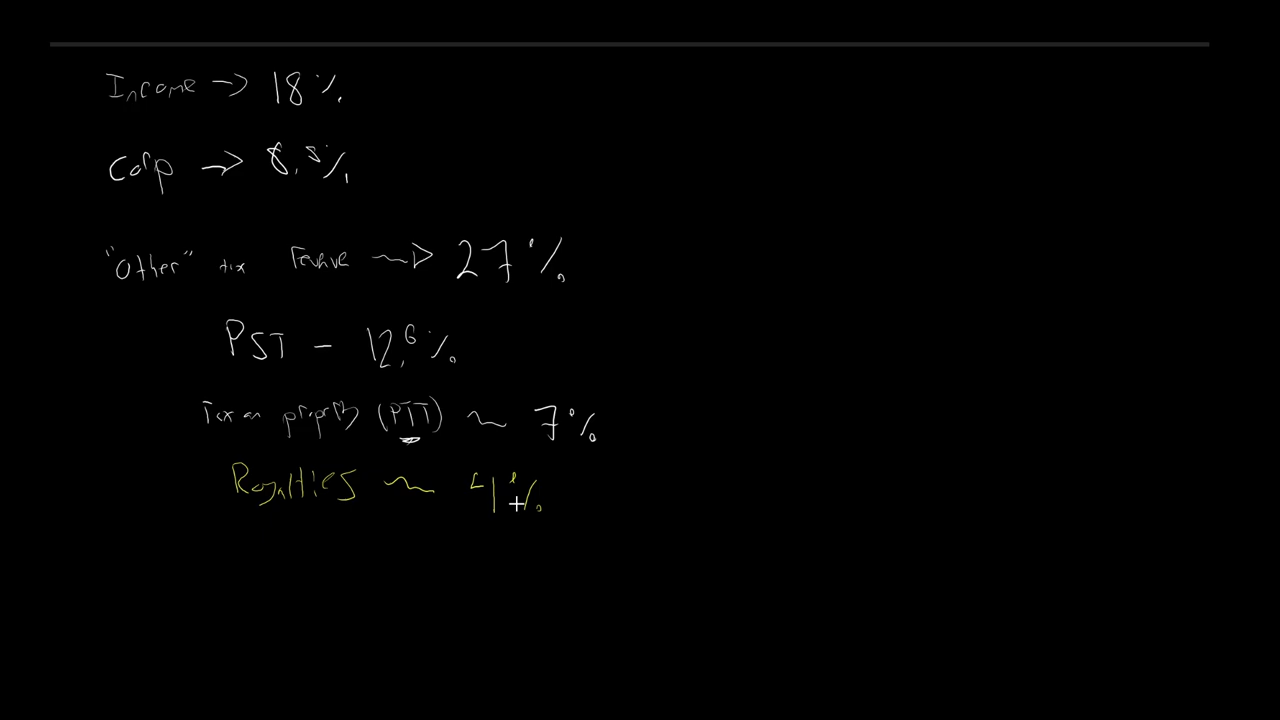 Income → 18%
Corp → 8.5%
"Other" tax revenue → 27%
PST - 12.6%
Tax on property (PTT) ~ 7%
Royalties ~ 4%